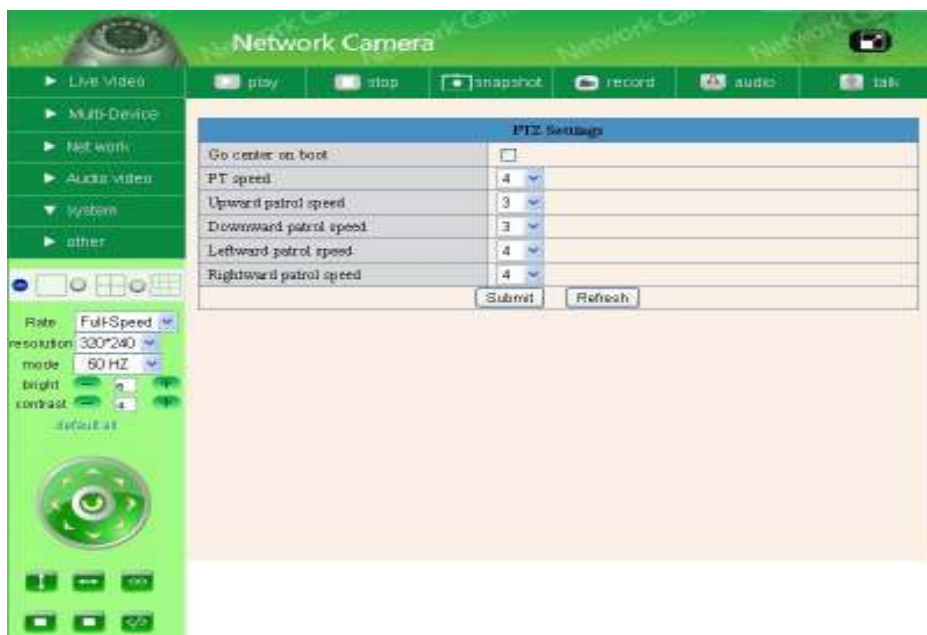 Network Camera
Live Video
play
stop
snapshot
record
audio
talk
Multi-Device
Net work
Audio video
system
other
PTZ Settings
Go center on boot
PT speed 4
Upward patrol speed 3
Downward patrol speed 3
Leftward patrol speed 4
Rightward patrol speed 4
Submit Refresh
Rate Full-Speed
resolution 320*240
mode 50 HZ
bright 6
contrast 4
default all